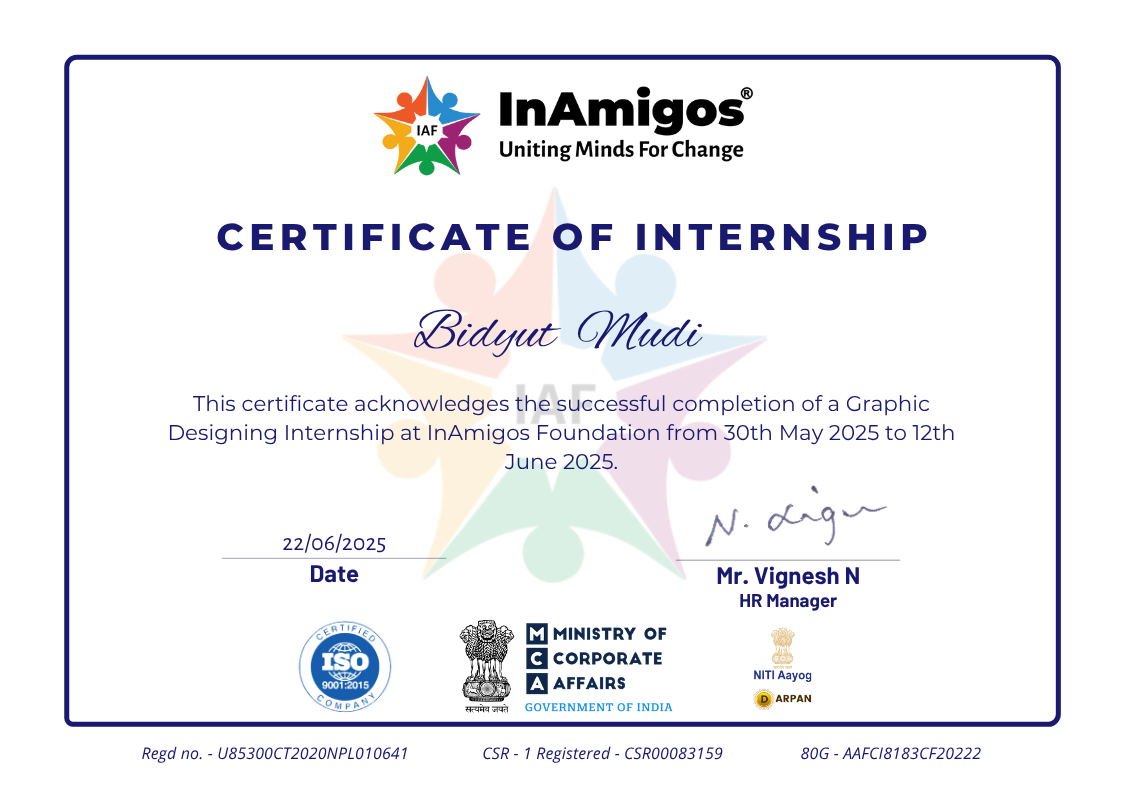 IAF
InAmigos®
Uniting Minds For Change
CERTIFICATE OF INTERNSHIP
Bidyut Mudi
IAF
This certificate acknowledges the successful completion of a Graphic
Designing Internship at InAmigos Foundation from 30th May 2025 to 12th
June 2025.
22/06/2025
Date
Mr. Vignesh N
HR Manager
CERTIFIED
ISO
9001:2015
COMPANY
सत्यमेव जयते
M MINISTRY OF
C CORPORATE
A AFFAIRS
GOVERNMENT OF INDIA
NITI Aayog
D ARPAN
Regd no. - U85300CT2020NPL010641
CSR - 1 Registered - CSR00083159
80G - AAFCI8183CF20222